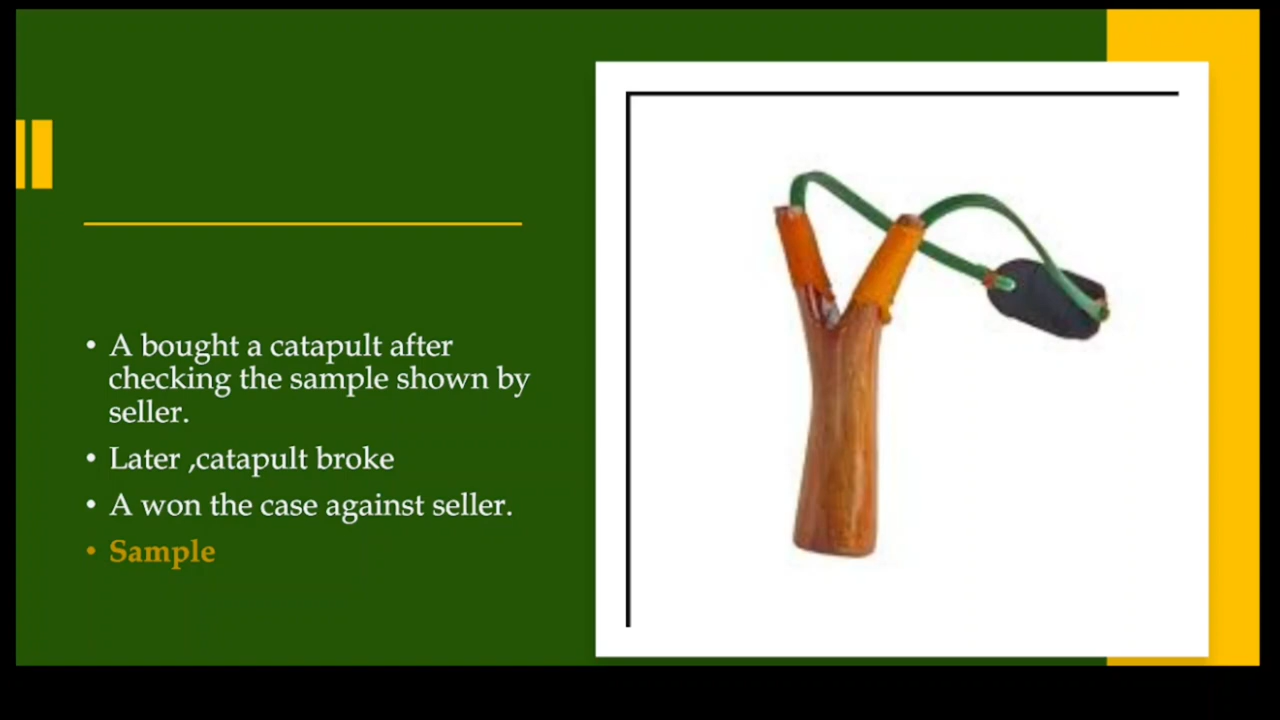 • A bought a catapult after
checking the sample shown by
seller.
• Later ,catapult broke
• A won the case against seller.
• Sample